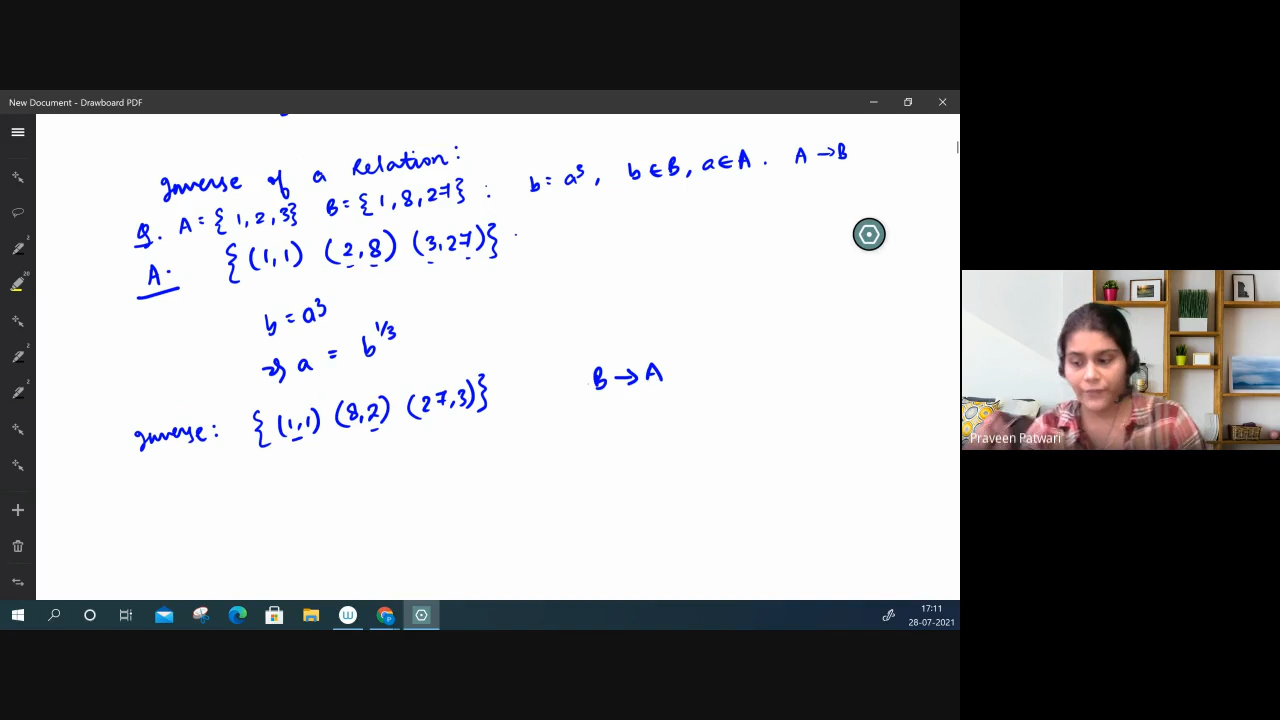 New Document - Drawboard PDF
Inverse of a Relation:
Q. A = {1,2,3} B = {1,8,27} : b = a³, b ∈ B, a ∈ A. A → B
A. {(1,1) (2,8) (3,27)}
b = a³
⇒ a = b^1/3
Inverse: {(1,1) (8,2) (27,3)} B → A
Praveen Patwari
17:11
28-07-2021